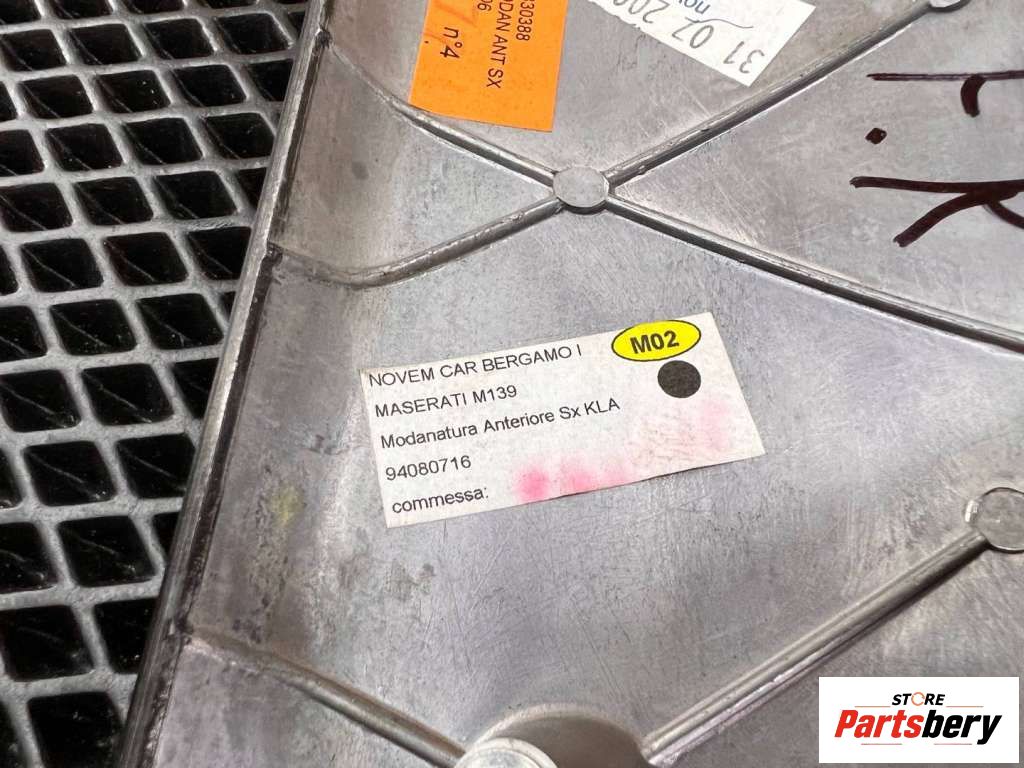 30388
DAN ANT SX
96
n°4
31 07 200
NOVEM CAR BERGAMO I
M02
MASERATI M139
Modanatura Anteriore Sx KLA
94080716
commessa:
STORE
Partsbery